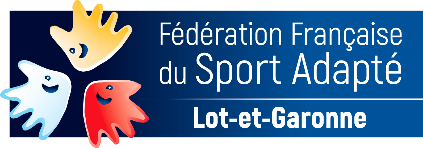 Fédération Française
du Sport Adapté
Lot-et-Garonne